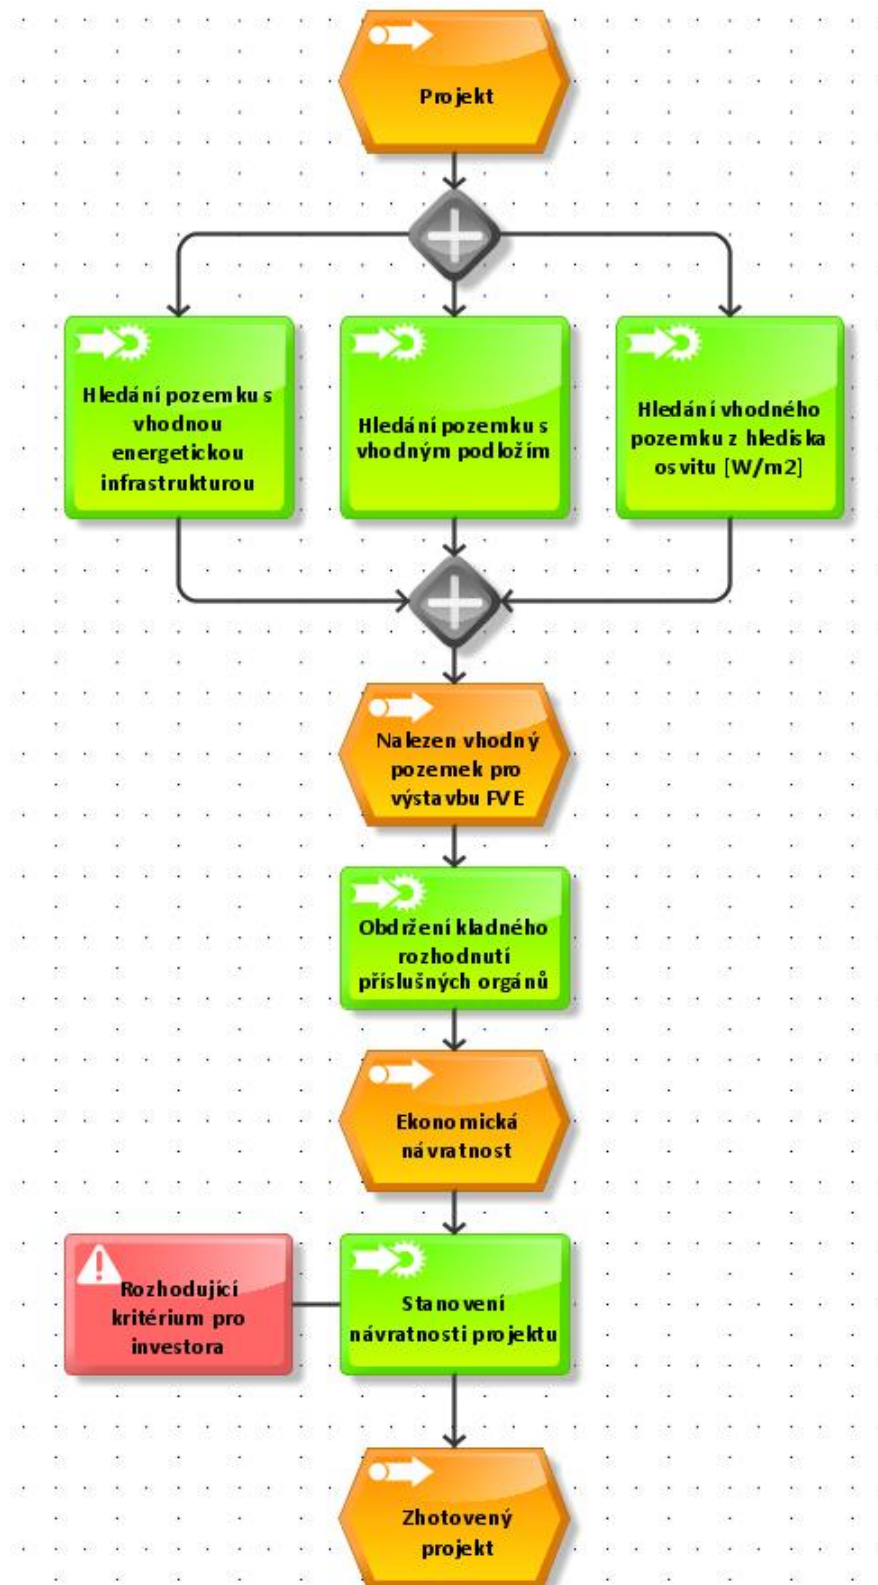 Projekt
Hledání pozemku s
vhodnou
energetickou
infrastrukturou
Hledání pozemku s
vhodným podložím
Hledání vhodného
pozemku z hlediska
osvitu [W/m2]
Nalezen vhodný
pozemek pro
výstavbu FVE
Obdržení kladného
rozhodnutí
příslušných orgánů
Ekonomická
návratnost
Rozhodující
kritérium pro
investora
Stanovení
návratnosti projektu
Zhotovený
projekt